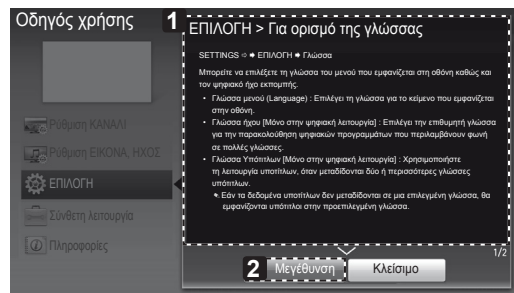 Οδηγός χρήσης
1
ΕΠΙΛΟΓΗ > Για ορισμό της γλώσσας
SETTINGS ⇨ ➡ ΕΠΙΛΟΓΗ ➡ Γλώσσα
Μπορείτε να επιλέξετε τη γλώσσα του μενού που εμφανίζεται στη οθόνη καθώς και
τον ψηφιακό ήχο εκπομπής.
• Γλώσσα μενού (Language) : Επιλέγει τη γλώσσα για το κείμενο που εμφανίζεται
στην οθόνη.
• Γλώσσα ήχου [Μόνο στην ψηφιακή λειτουργία] : Επιλέγει την επιθυμητή γλώσσα
για την παρακολούθηση ψηφιακών προγραμμάτων που περιλαμβάνουν φωνή
σε πολλές γλώσσες.
• Γλώσσα Υπότιτλων [Μόνο στην ψηφιακή λειτουργία] : Χρησιμοποιήστε
τη λειτουργία υποτίτλων, όταν μεταδίδονται δύο ή περισσότερες γλώσσες
υποτίτλων.
Εάν τα δεδομένα υποτίτλων δεν μεταδίδονται σε μια επιλεγμένη γλώσσα, θα
εμφανίζονται υπότιτλοι στην προεπιλεγμένη γλώσσα.
Ρύθμιση ΚΑΝΑΛΙ
Ρύθμιση ΕΙΚΟΝΑ, ΗΧΟΣ
ΕΠΙΛΟΓΗ
Σύνθετη λειτουργία
Πληροφορίες
1/2
2
Μεγέθυνση
Κλείσιμο